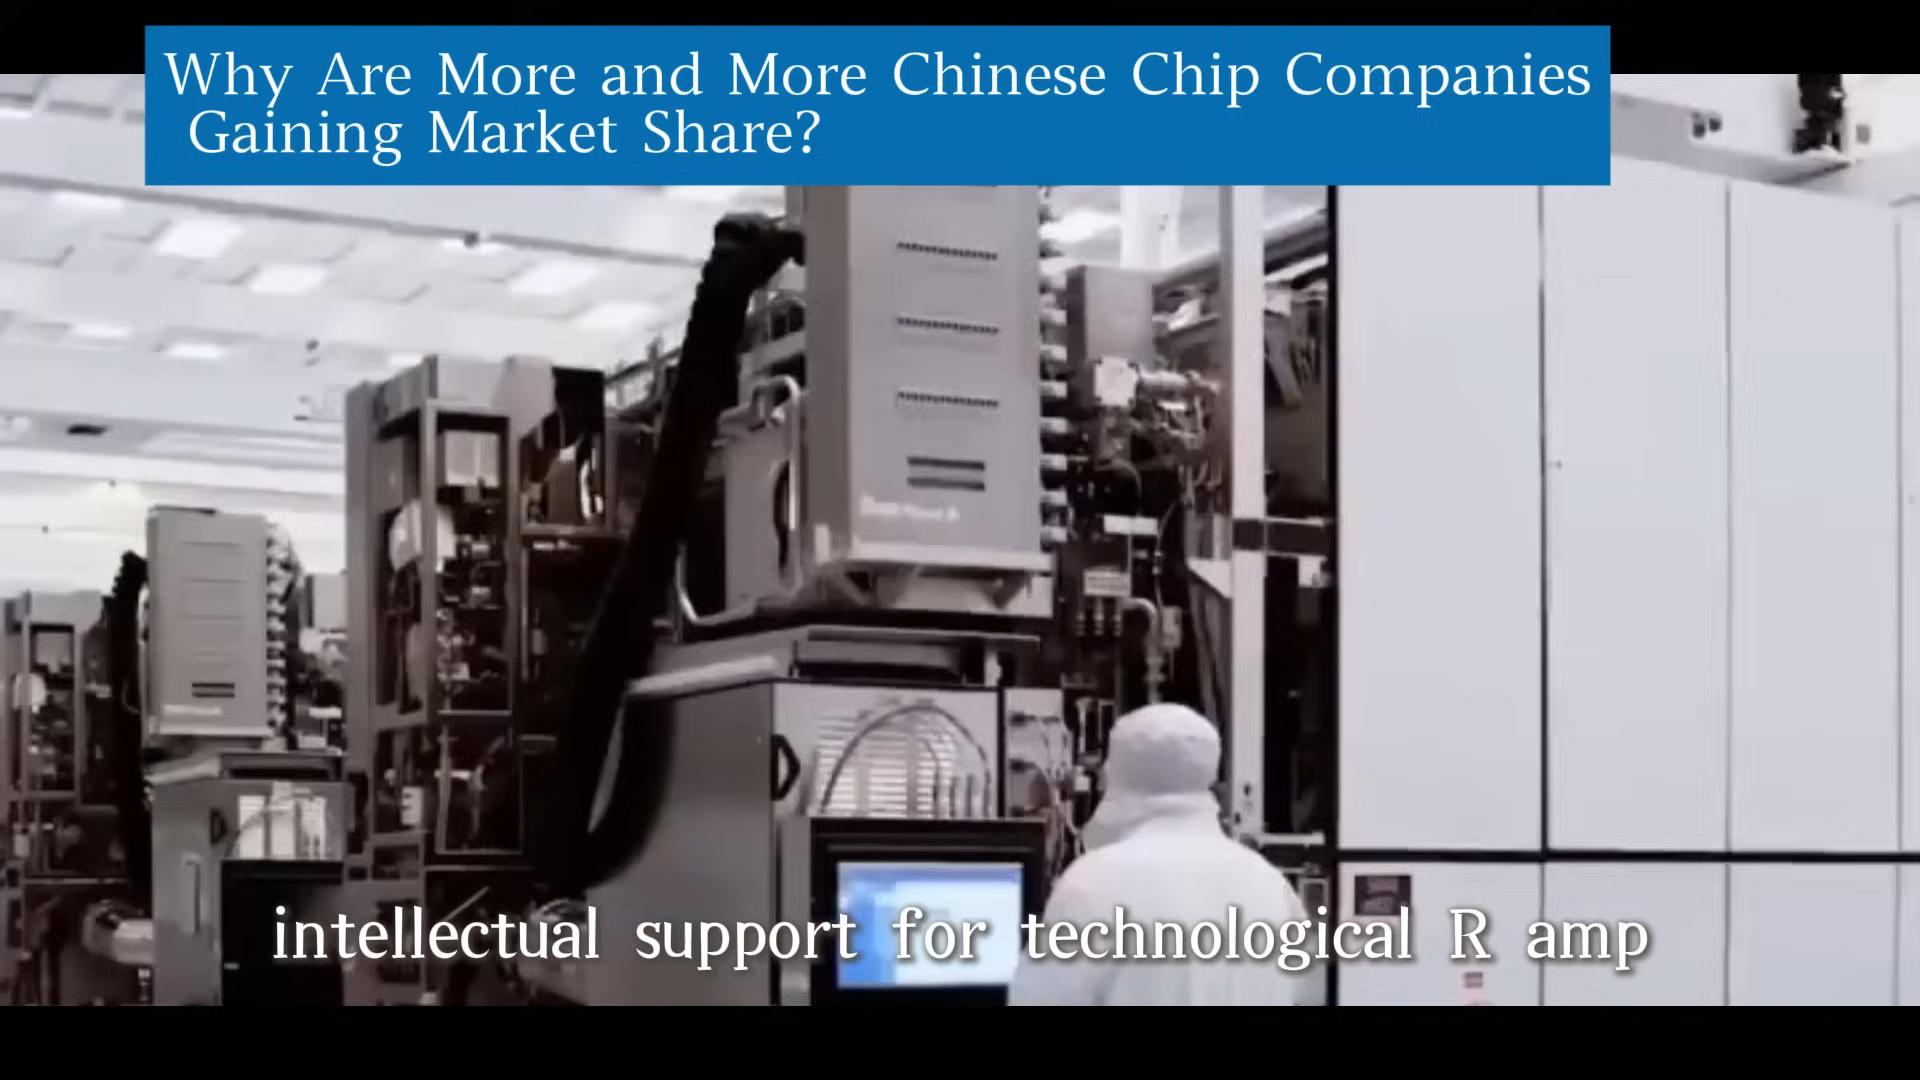 Why Are More and More Chinese Chip Companies
Gaining Market Share?
intellectual support for technological R amp